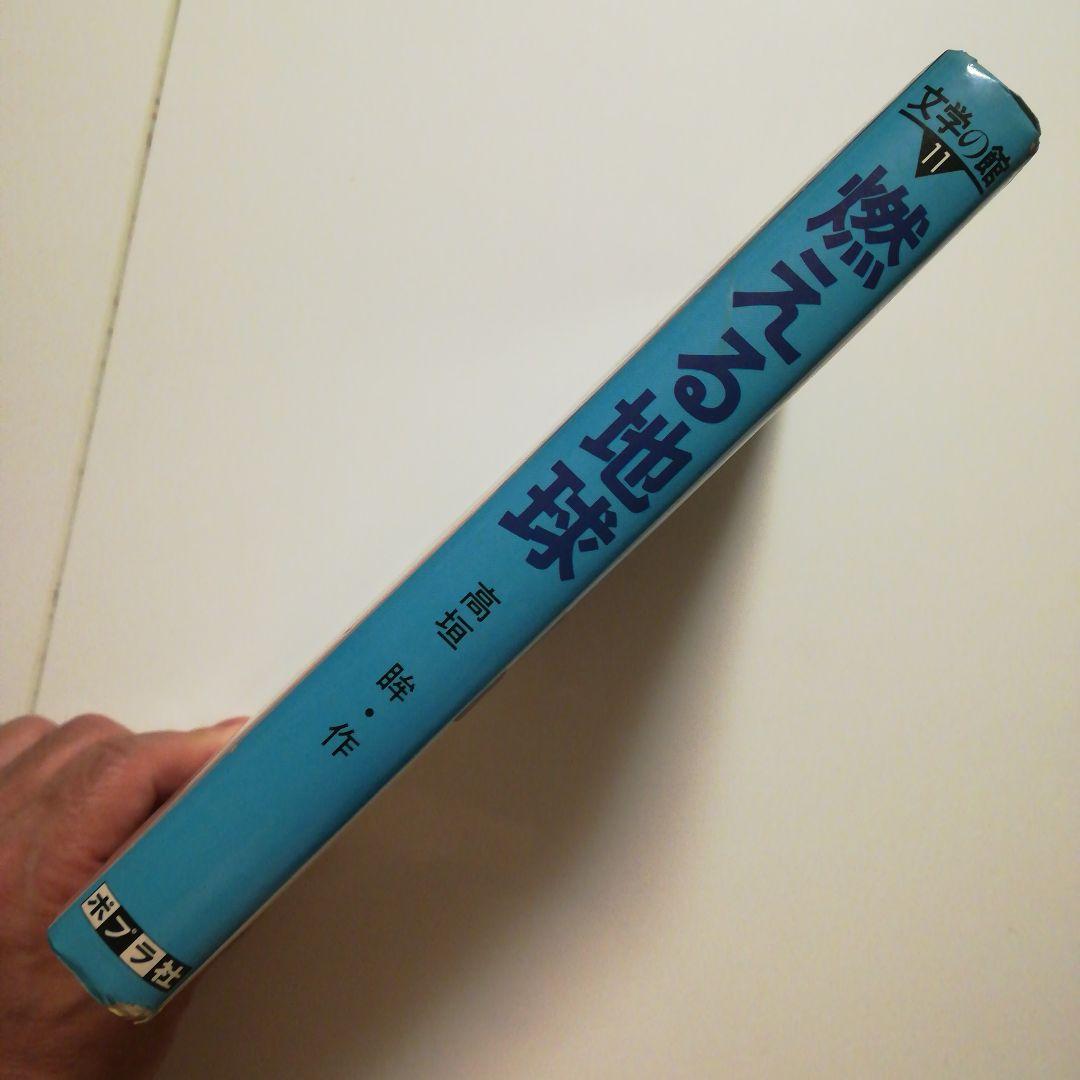 文学の館
11
燃える地球
高垣 眸・作
ポプラ社